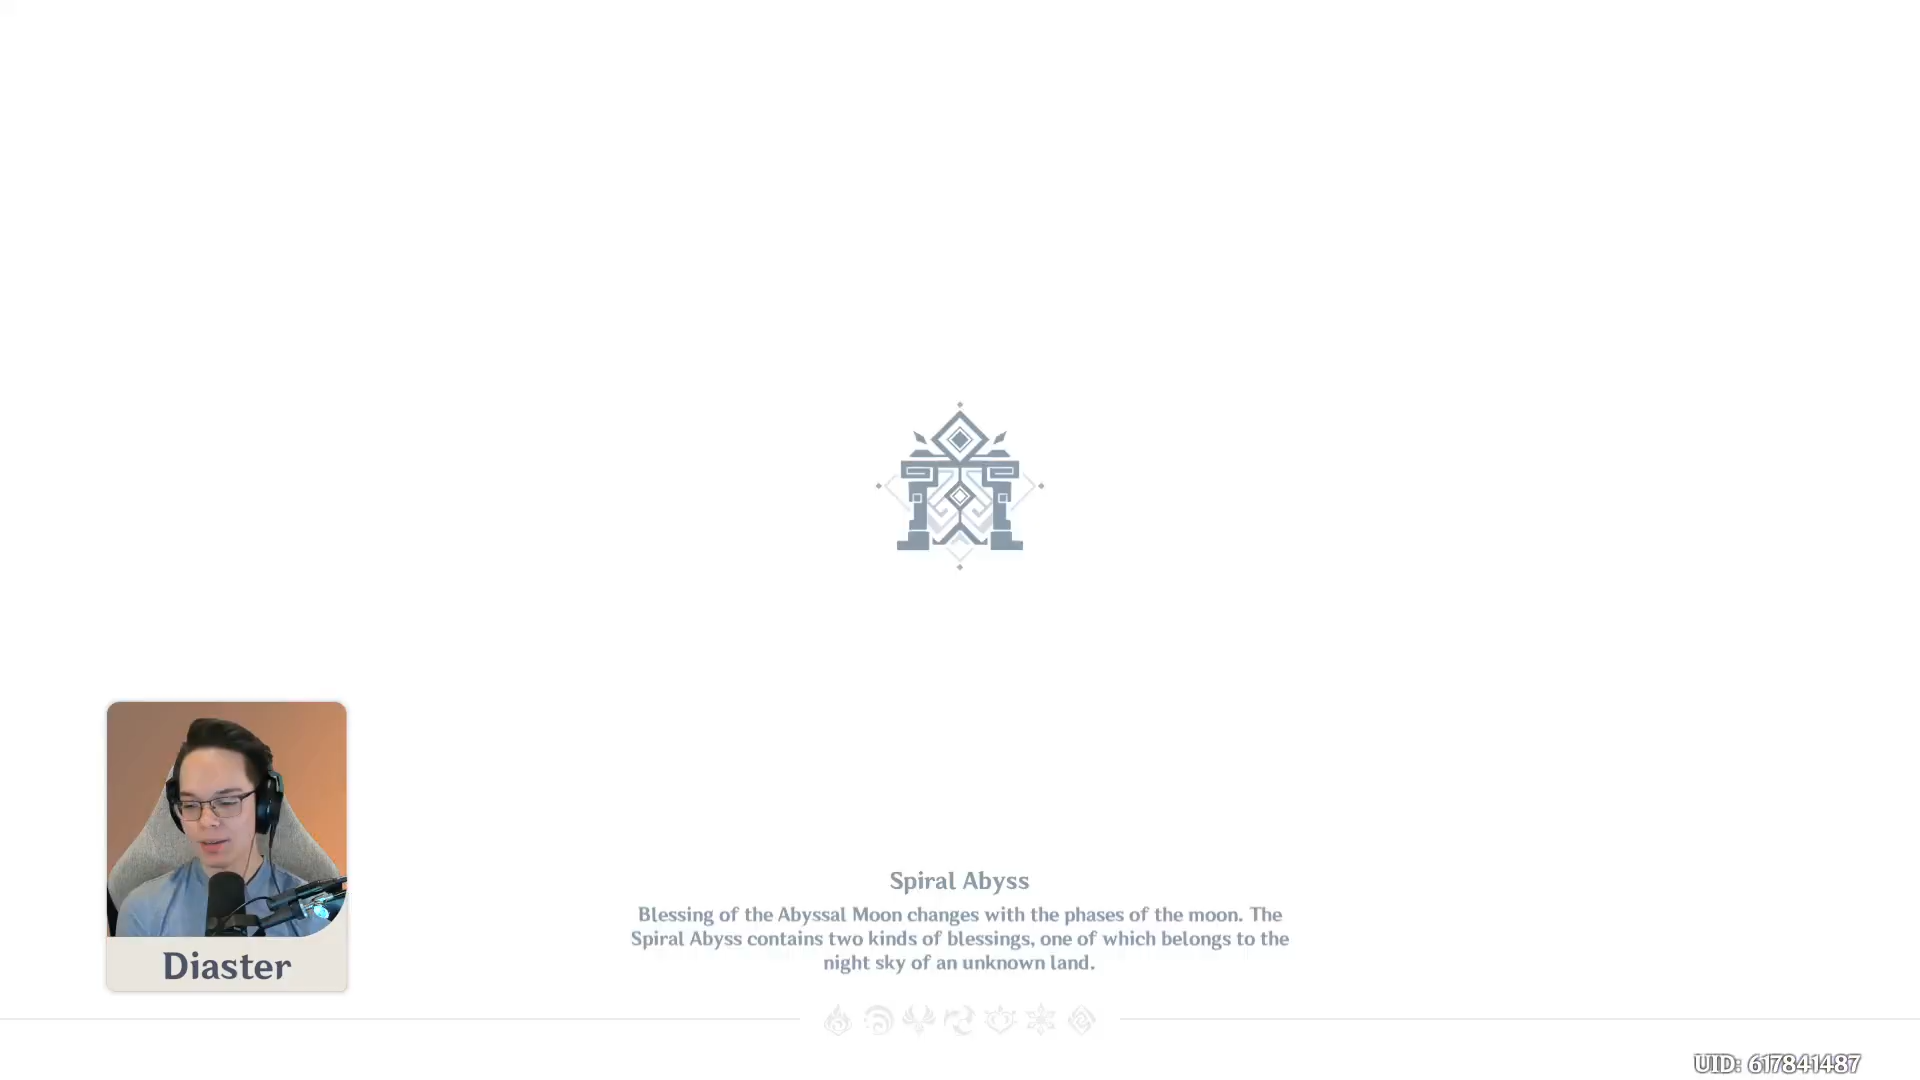 Spiral Abyss
Blessing of the Abyssal Moon changes with the phases of the moon. The
Spiral Abyss contains two kinds of blessings, one of which belongs to the
night sky of an unknown land.
Diaster
UID: 617841487